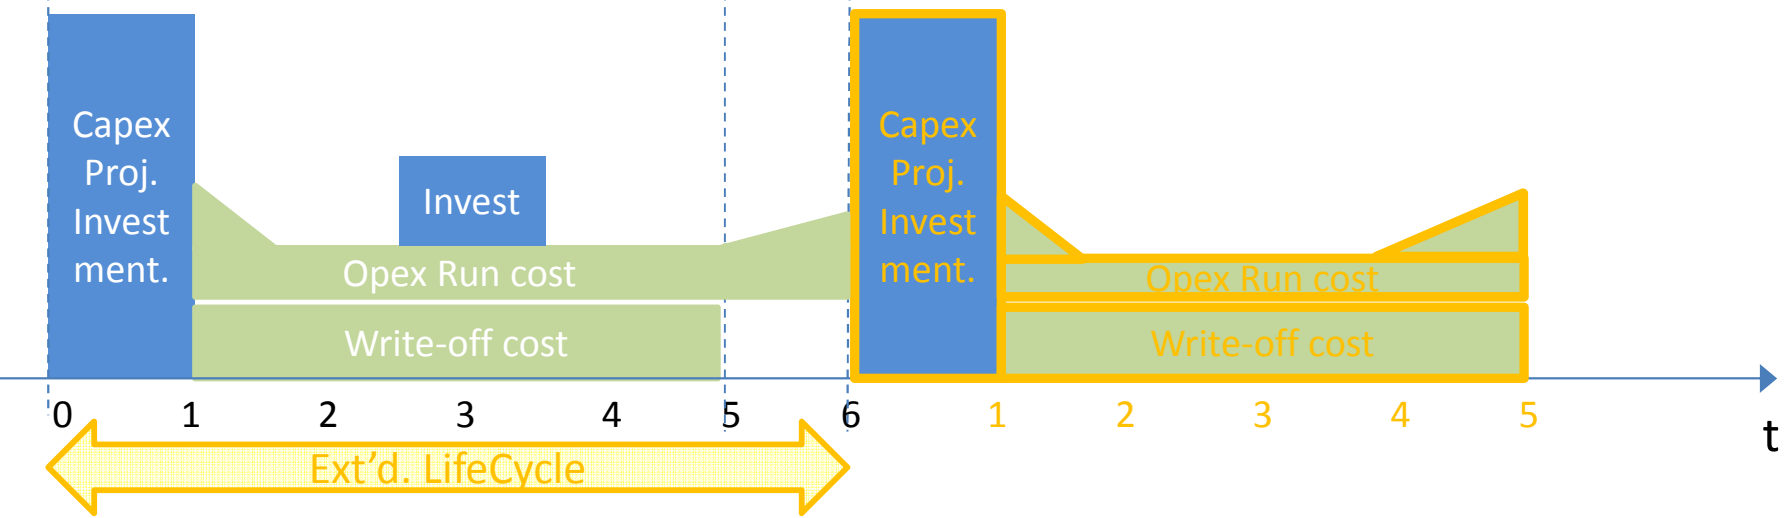 Capex
Proj.
Invest
ment.
Invest
Opex Run cost
Write-off cost
Capex
Proj.
Invest
ment.
Opex Run cost
Write-off cost
0 1 2 3 4 5 6 1 2 3 4 5
t
Ext’d. LifeCycle